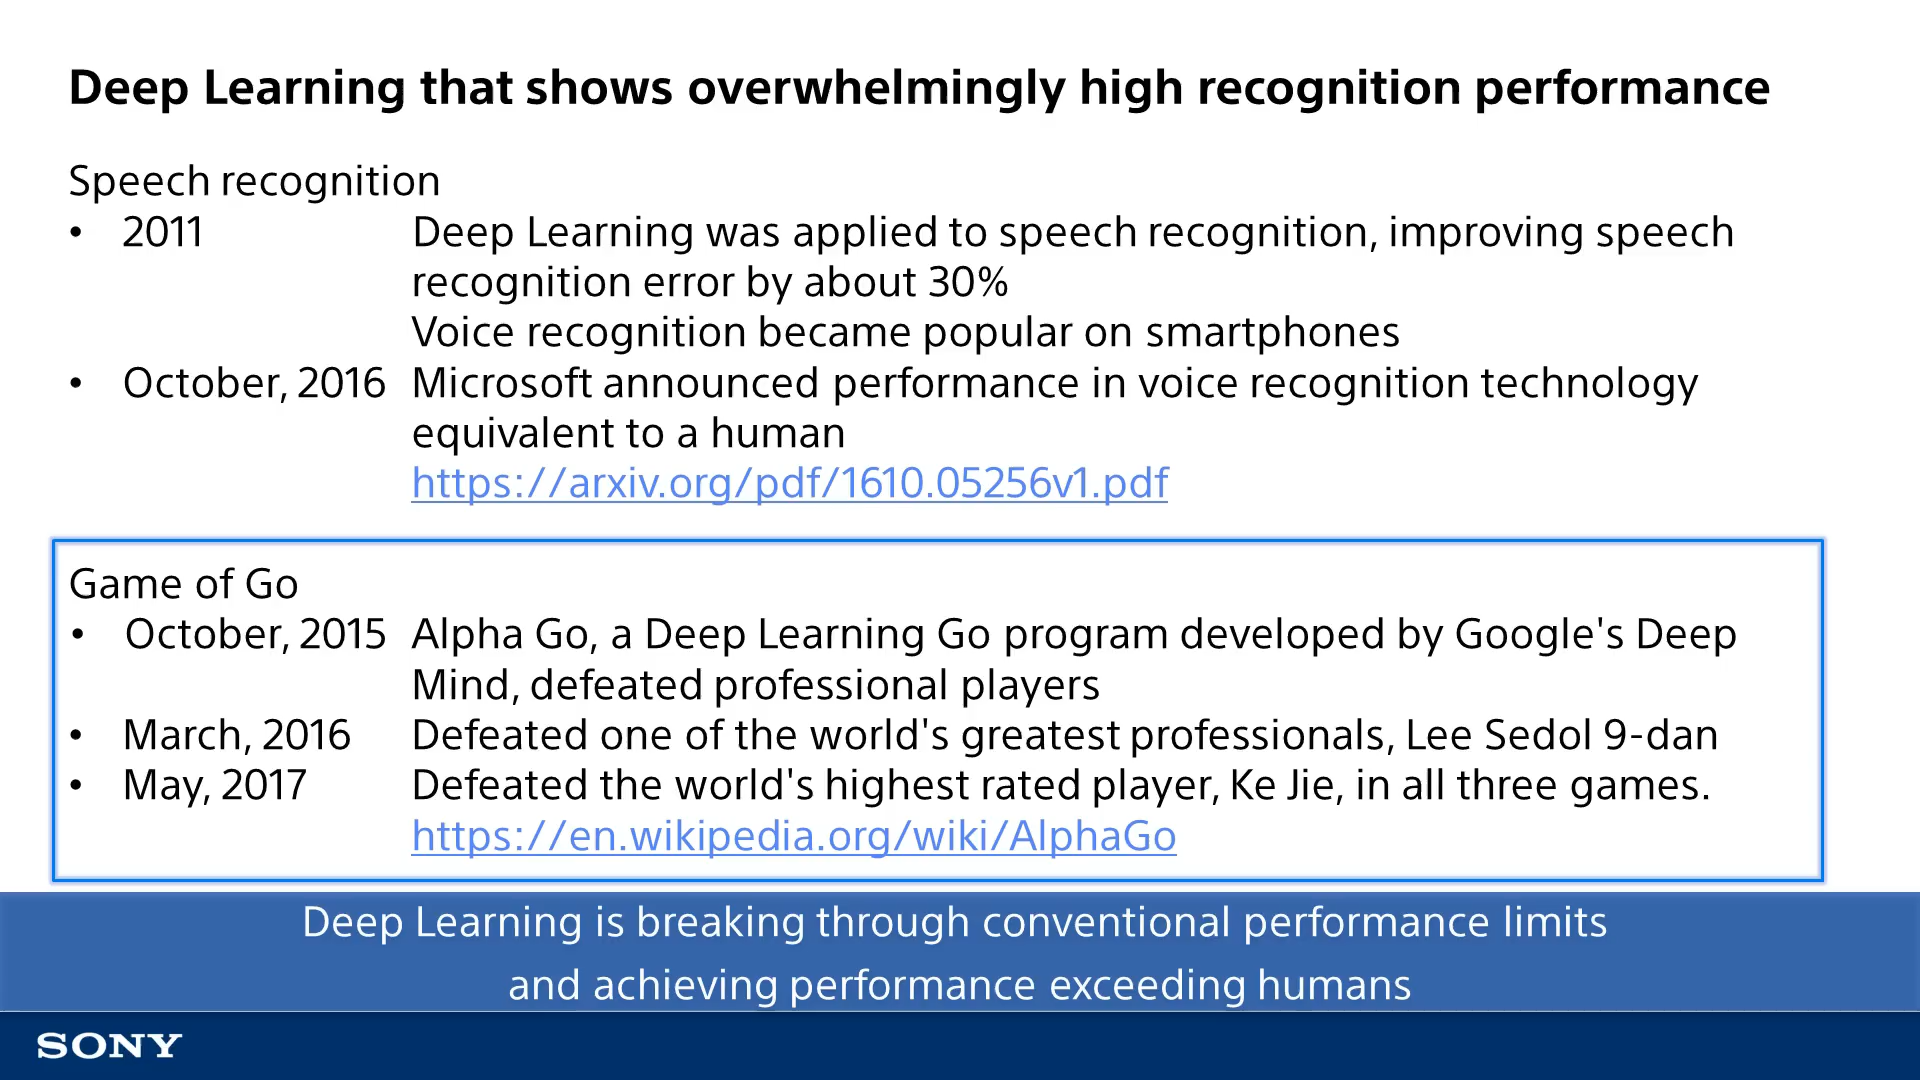 Deep Learning that shows overwhelmingly high recognition performance
Speech recognition
• 2011 Deep Learning was applied to speech recognition, improving speech
recognition error by about 30%
Voice recognition became popular on smartphones
• October, 2016 Microsoft announced performance in voice recognition technology
equivalent to a human
https://arxiv.org/pdf/1610.05256v1.pdf
Game of Go
• October, 2015 Alpha Go, a Deep Learning Go program developed by Google's Deep
Mind, defeated professional players
• March, 2016 Defeated one of the world's greatest professionals, Lee Sedol 9-dan
• May, 2017 Defeated the world's highest rated player, Ke Jie, in all three games.
https://en.wikipedia.org/wiki/AlphaGo
Deep Learning is breaking through conventional performance limits
and achieving performance exceeding humans
SONY